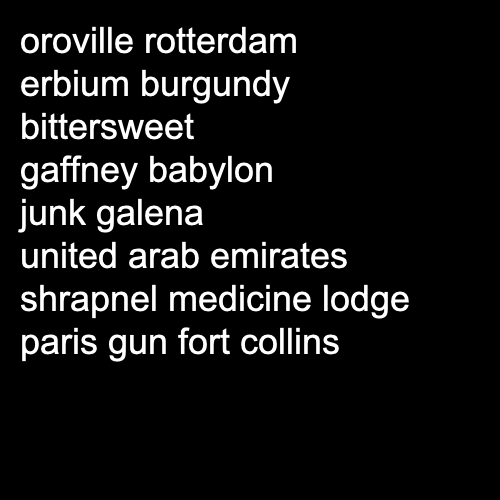 oroville rotterdam
erbium burgundy
bittersweet
gaffney babylon
junk galena
united arab emirates
shrapnel medicine lodge
paris gun fort collins